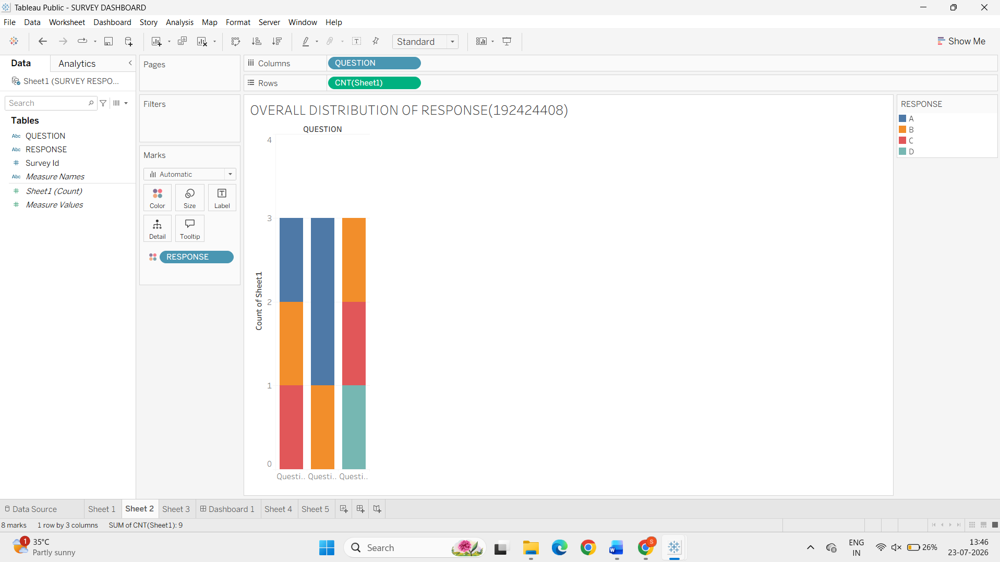 Tableau Public - SURVEY DASHBOARD
File Data Worksheet Dashboard Story Analysis Map Format Server Window Help
Standard
Show Me
Data Analytics
Sheet1 (SURVEY RESPO...
Search
Tables
Abc QUESTION
Abc RESPONSE
# Survey Id
Abc Measure Names
# Sheet1 (Count)
# Measure Values
Pages
Filters
Marks
Automatic
Color Size Label
Detail Tooltip
RESPONSE
Columns QUESTION
Rows CNT(Sheet1)
OVERALL DISTRIBUTION OF RESPONSE(192424408)
QUESTION
4
3
2
1
0
Count of Sheet1
Questi.. Questi.. Questi..
RESPONSE
A
B
C
D
Data Source Sheet 1 Sheet 2 Sheet 3 Dashboard 1 Sheet 4 Sheet 5
8 marks 1 row by 3 columns SUM of CNT(Sheet1): 9
1 35°C
Partly sunny
Search
S
ENG
IN
26%
13:46
23-07-2026